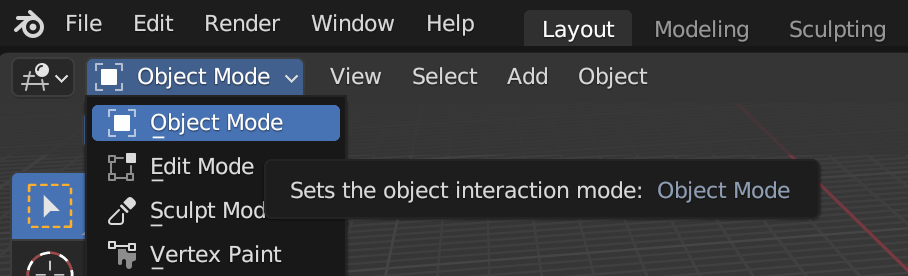 File Edit Render Window Help Layout Modeling Sculpting
Object Mode View Select Add Object
Object Mode
Edit Mode
Sets the object interaction mode: Object Mode
Sculpt Mod
Vertex Paint